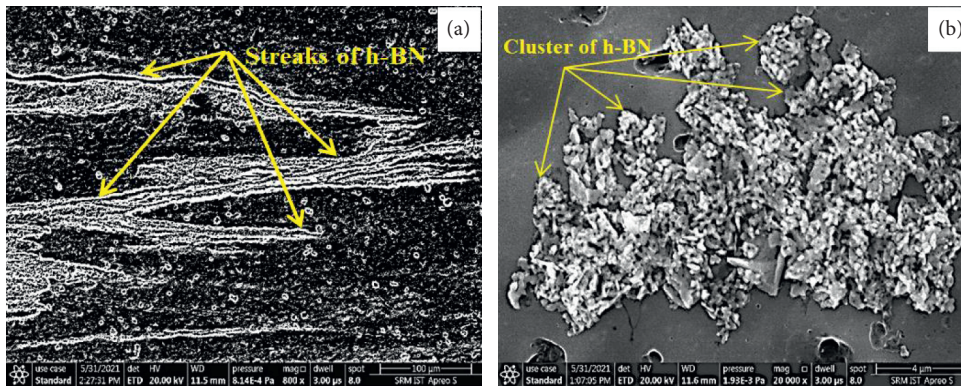 (a)
Streaks of h-BN
use case 5/31/2021 det HV WD pressure mag □ dwell spot 100 µm
Standard 2:27:31 PM ETD 20.00 kV 11.5 mm 8.14E-4 Pa 800 x 3.00 µs 8.0 SRM IST Apreo S
(b)
Cluster of h-BN
use case 5/31/2021 det HV WD pressure mag □ dwell spot 4 µm
Standard 1:07:05 PM ETD 20.00 kV 11.6 mm 1.93E-3 Pa 20 000 x 300.00 µs 8.0 SRM IST Apreo S